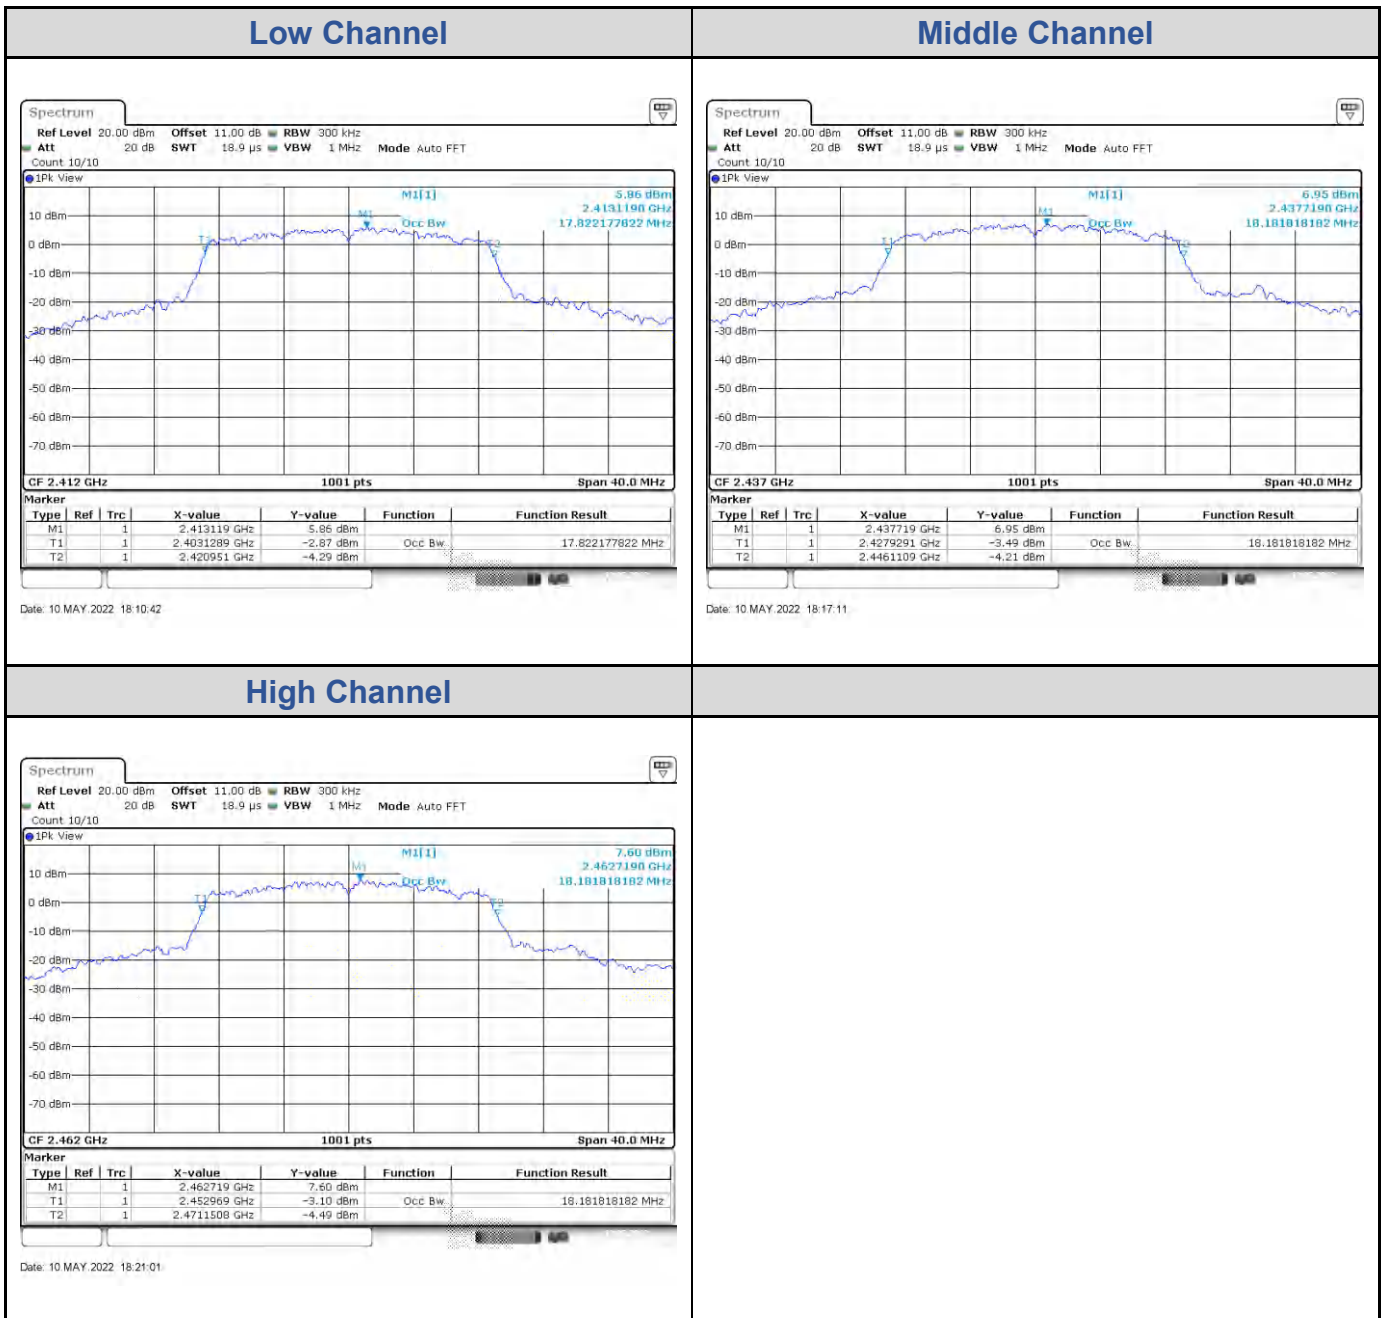 Low Channel
Spectrum
Ref Level 20.00 dBm Offset 11.00 dB RBW 300 kHz
Att 20 dB SWT 18.9 µs VBW 1 MHz Mode Auto FFT
Count 10/10
1Pk View
M1[1] 5.86 dBm
2.4131190 GHz
Occ Bw 17.822177822 MHz
M1
T1
T2
10 dBm
0 dBm
-10 dBm
-20 dBm
-30 dBm
-40 dBm
-50 dBm
-60 dBm
-70 dBm
CF 2.412 GHz 1001 pts Span 40.0 MHz
Marker
Type Ref Trc X-value Y-value Function Function Result
M1 1 2.413119 GHz 5.86 dBm
T1 1 2.4031289 GHz -2.87 dBm Occ Bw 17.822177822 MHz
T2 1 2.420951 GHz -4.29 dBm
Date: 10 MAY 2022 18:10:42
Middle Channel
Spectrum
Ref Level 20.00 dBm Offset 11.00 dB RBW 300 kHz
Att 20 dB SWT 18.9 µs VBW 1 MHz Mode Auto FFT
Count 10/10
1Pk View
M1[1] 6.95 dBm
2.4377190 GHz
Occ Bw 18.181818182 MHz
M1
T1
T2
10 dBm
0 dBm
-10 dBm
-20 dBm
-30 dBm
-40 dBm
-50 dBm
-60 dBm
-70 dBm
CF 2.437 GHz 1001 pts Span 40.0 MHz
Marker
Type Ref Trc X-value Y-value Function Function Result
M1 1 2.437719 GHz 6.95 dBm
T1 1 2.4279291 GHz -3.49 dBm Occ Bw 18.181818182 MHz
T2 1 2.4461109 GHz -4.21 dBm
Date: 10 MAY 2022 18:17:11
High Channel
Spectrum
Ref Level 20.00 dBm Offset 11.00 dB RBW 300 kHz
Att 20 dB SWT 18.9 µs VBW 1 MHz Mode Auto FFT
Count 10/10
1Pk View
M1[1] 7.60 dBm
2.4627190 GHz
Occ Bw 18.181818182 MHz
M1
T1
T2
10 dBm
0 dBm
-10 dBm
-20 dBm
-30 dBm
-40 dBm
-50 dBm
-60 dBm
-70 dBm
CF 2.462 GHz 1001 pts Span 40.0 MHz
Marker
Type Ref Trc X-value Y-value Function Function Result
M1 1 2.462719 GHz 7.60 dBm
T1 1 2.452969 GHz -3.10 dBm Occ Bw 18.181818182 MHz
T2 1 2.4711508 GHz -4.49 dBm
Date: 10 MAY 2022 18:21:01